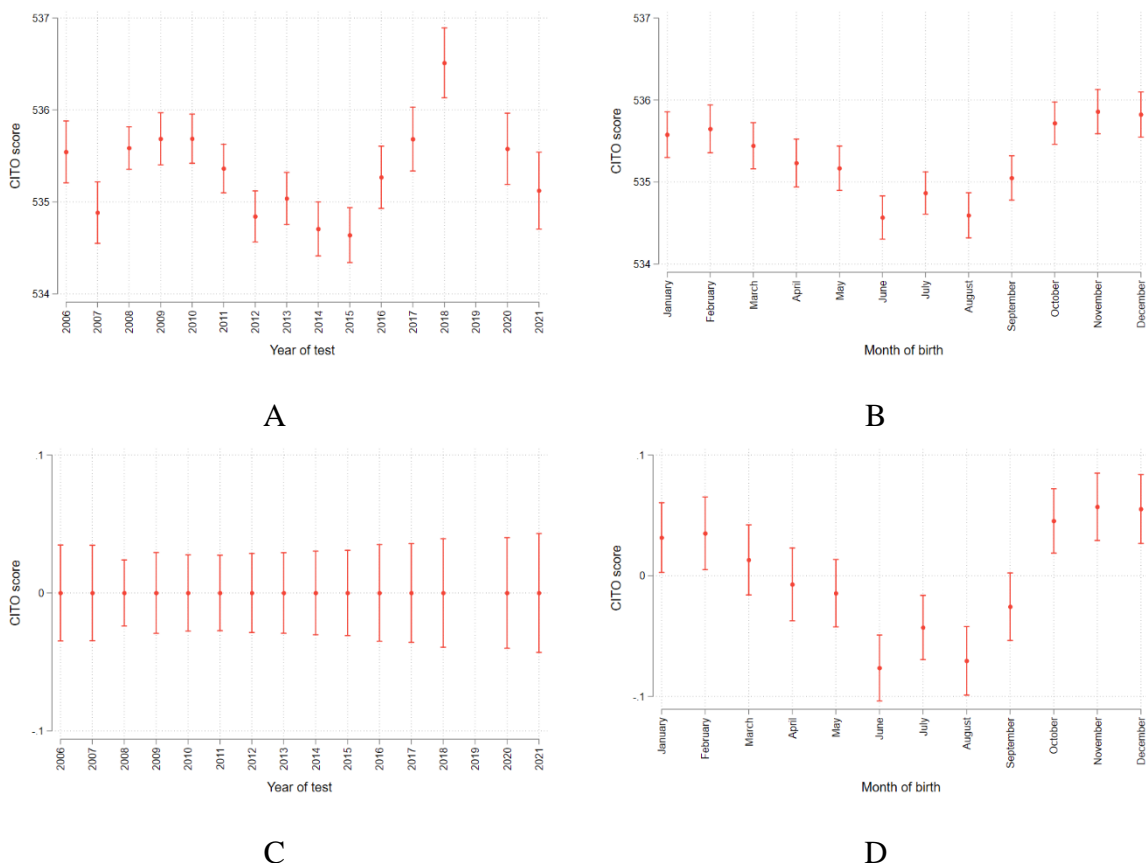 537
536
535
534
CITO score
2006
2007
2008
2009
2010
2011
2012
2013
2014
2015
2016
2017
2018
2019
2020
2021
Year of test
A
537
536
535
534
CITO score
January
February
March
April
May
June
July
August
September
October
November
December
Month of birth
B
.1
0
-.1
CITO score
2006
2007
2008
2009
2010
2011
2012
2013
2014
2015
2016
2017
2018
2019
2020
2021
Year of test
C
.1
0
-.1
CITO score
January
February
March
April
May
June
July
August
September
October
November
December
Month of birth
D